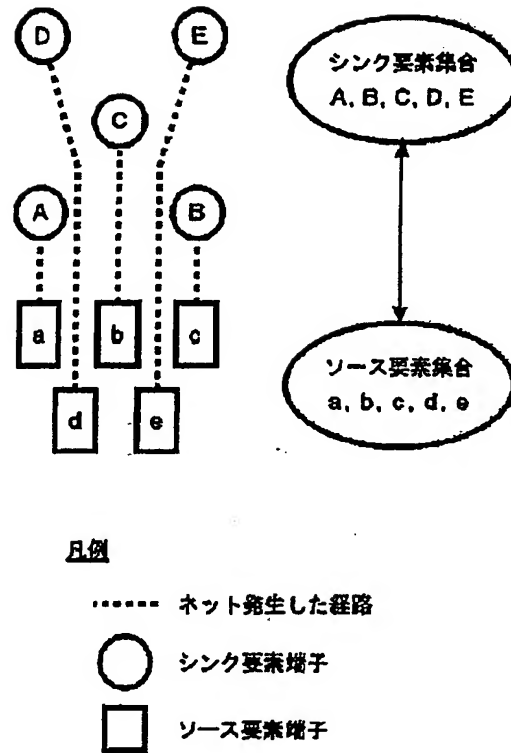 D
E
C
A
B
a
b
c
d
e
シンク要素集合
A, B, C, D, E
ソース要素集合
a, b, c, d, e
凡例
ネット発生した経路
シンク要素端子
ソース要素端子